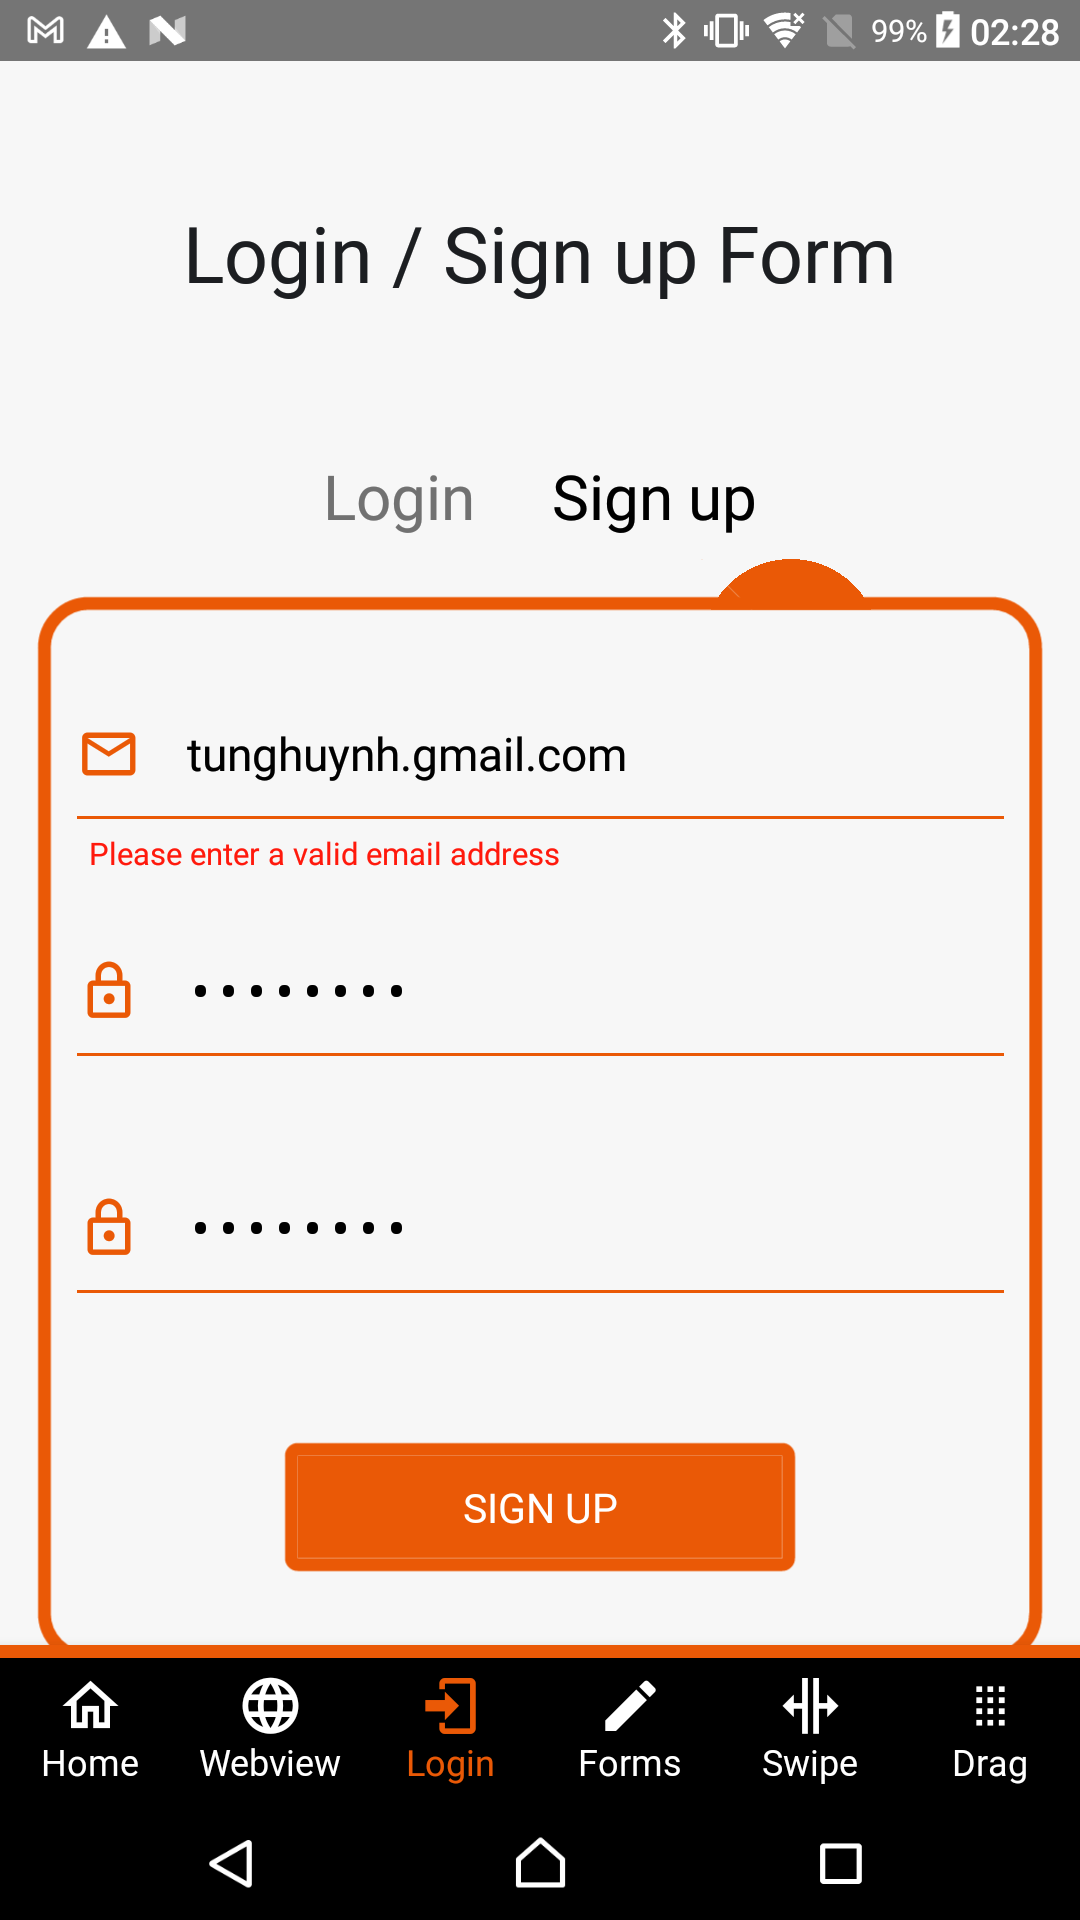 99% 02:28
Login / Sign up Form
Login Sign up
tunghuynh.gmail.com
Please enter a valid email address
••••••••
••••••••
SIGN UP
Home Webview Login Forms Swipe Drag